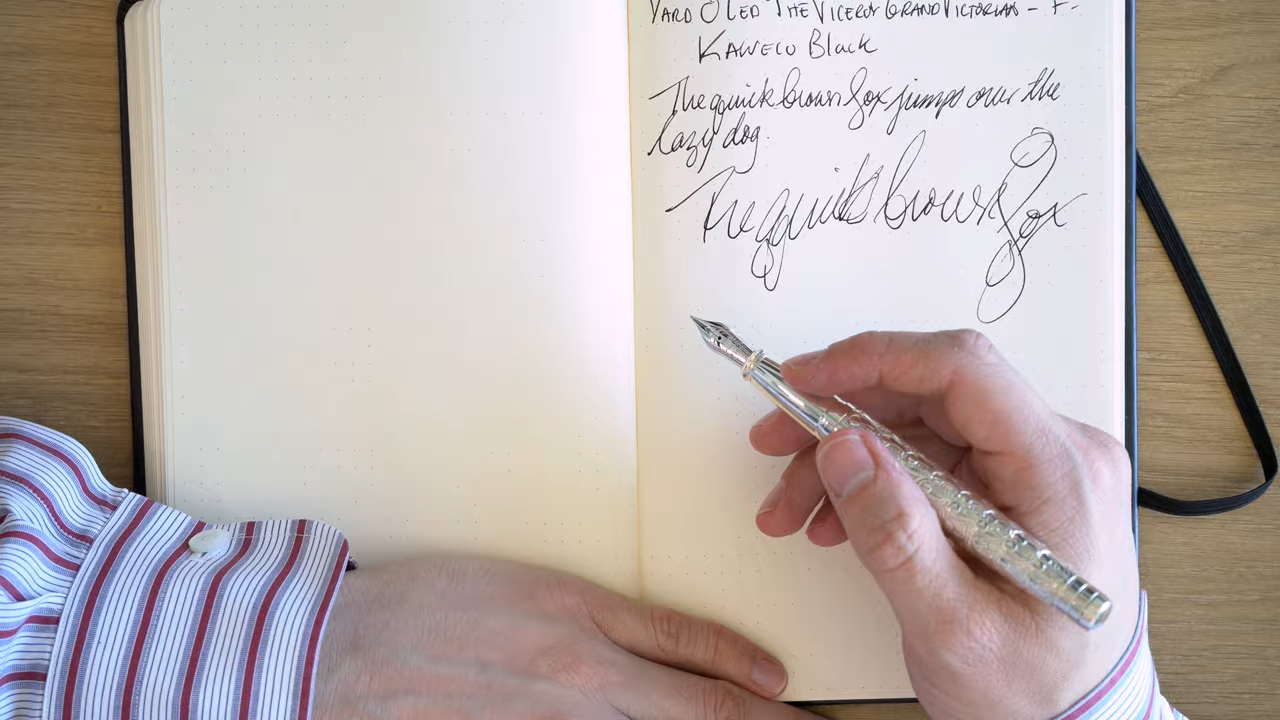 YARD O LED THE VICEROY GRAND VICTORIAN - F-
KAWECO Black
The quick brown fox jumps over the
lazy dog.
The quick brown fox